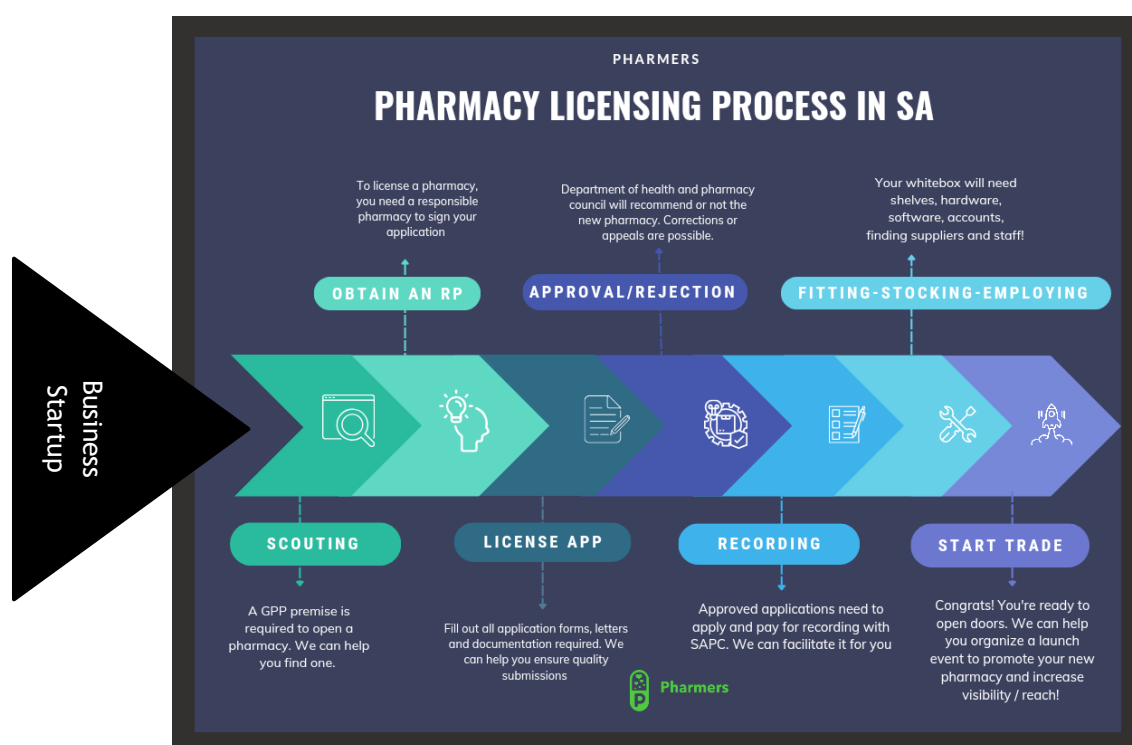 PHARMERS
PHARMACY LICENSING PROCESS IN SA
To license a pharmacy,
you need a responsible
pharmacy to sign your
application
Department of health and pharmacy
council will recommend or not the
new pharmacy. Corrections or
appeals are possible.
Your whitebox will need
shelves, hardware,
software, accounts,
finding suppliers and staff!
OBTAIN AN RP
APPROVAL/REJECTION
FITTING-STOCKING-EMPLOYING
Business
Startup
SCOUTING
LICENSE APP
RECORDING
START TRADE
A GPP premise is
required to open a
pharmacy. We can help
you find one.
Fill out all application forms, letters
and documentation required. We
can help you ensure quality
submissions
Approved applications need to
apply and pay for recording with
SAPC. We can facilitate it for you
Congrats! You're ready to
open doors. We can help
you organize a launch
event to promote your new
pharmacy and increase
visibility / reach!
P
Pharmers